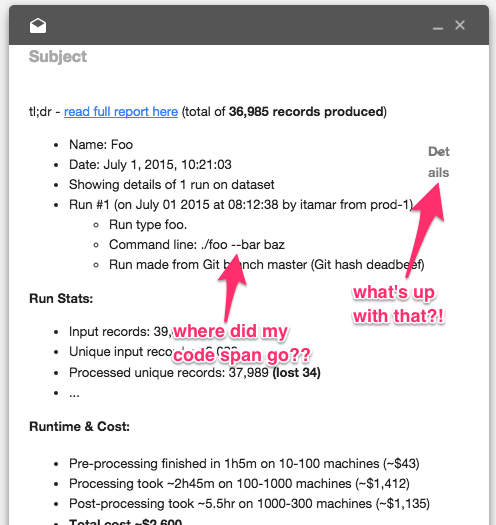 Subject
tl;dr - read full report here (total of 36,985 records produced)
• Name: Foo
• Date: July 1, 2015, 10:21:03
Det
• Showing details of 1 run on dataset
ails
• Run #1 (on July 01 2015 at 08:12:38 by itamar from prod-1)
◦ Run type foo.
◦ Command line: ./foo --bar baz
◦ Run made from Git branch master (Git hash deadbeef)
Run Stats:
what's up
with that?!
• Input records: 39,
where did my
code span go??
• Unique input records:
• Processed unique records: 37,989 (lost 34)
• ...
Runtime & Cost:
• Pre-processing finished in 1h5m on 10-100 machines (~$43)
• Processing took ~2h45m on 100-1000 machines (~$1,412)
• Post-processing took ~5.5hr on 1000-300 machines (~$1,135)
• Total cost ~$2,600